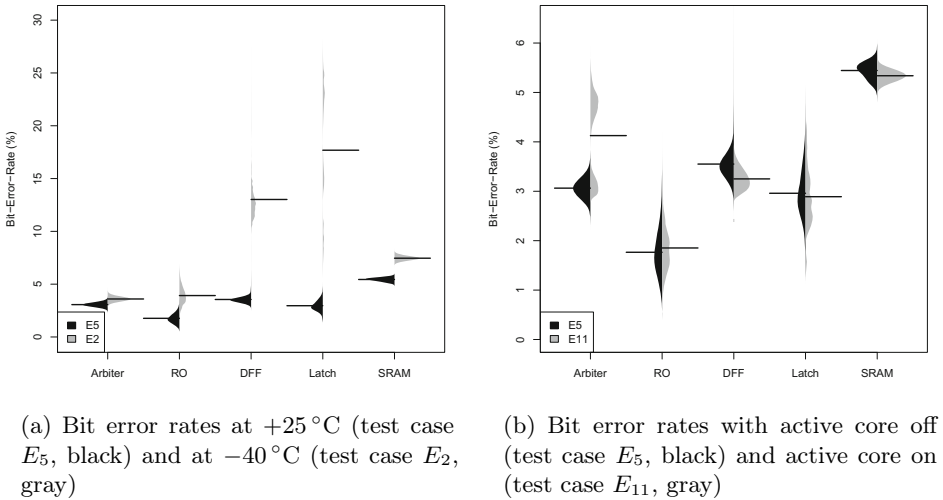 Bit−Error−Rate (%)
30
25
20
15
10
5
0
E5
E2
Arbiter RO DFF Latch SRAM
Bit−Error−Rate (%)
6
5
4
3
2
1
0
E5
E11
Arbiter RO DFF Latch SRAM
(a) Bit error rates at +25 °C (test case
E5, black) and at −40 °C (test case E2,
gray)
(b) Bit error rates with active core off
(test case E5, black) and active core on
(test case E11, gray)